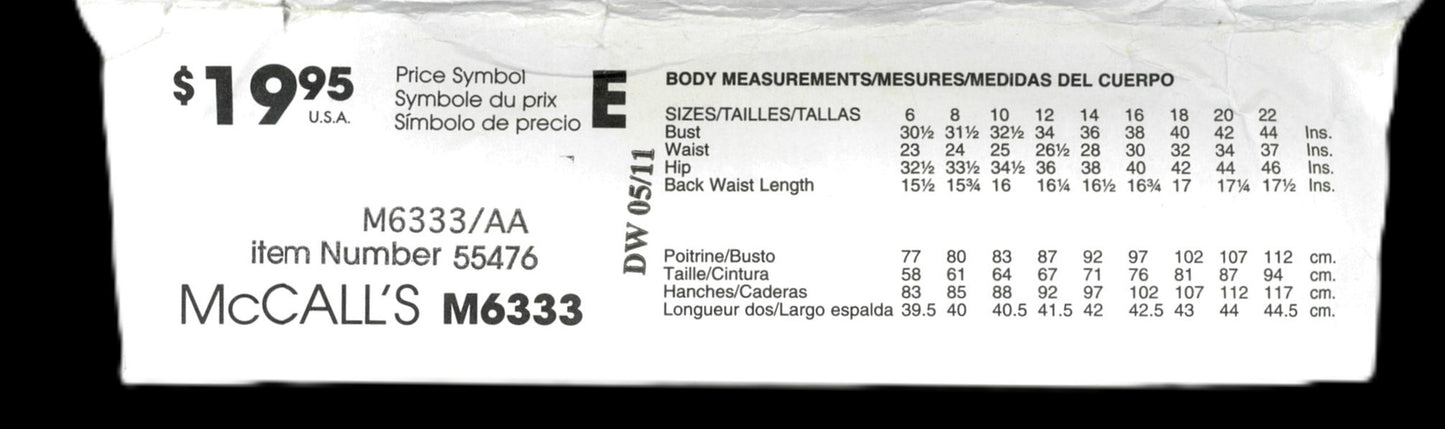 $1995
U.S.A.
Price Symbol
Symbole du prix
Símbolo de precio
E
M6333/AA
item Number 55476
McCALL'S M6333
DW 05/11
BODY MEASUREMENTS/MESURES/MEDIDAS DEL CUERPO
SIZES/TAILLES/TALLAS 6 8 10 12 14 16 18 20 22
Bust 30½ 31½ 32½ 34 36 38 40 42 44 Ins.
Waist 23 24 25 26½ 28 30 32 34 37 Ins.
Hip 32½ 33½ 34½ 36 38 40 42 44 46 Ins.
Back Waist Length 15½ 15¾ 16 16¼ 16½ 16¾ 17 17¼ 17½ Ins.
Poitrine/Busto 77 80 83 87 92 97 102 107 112 cm.
Taille/Cintura 58 61 64 67 71 76 81 87 94 cm.
Hanches/Caderas 83 85 88 92 97 102 107 112 117 cm.
Longueur dos/Largo espalda 39.5 40 40.5 41.5 42 42.5 43 44 44.5 cm.